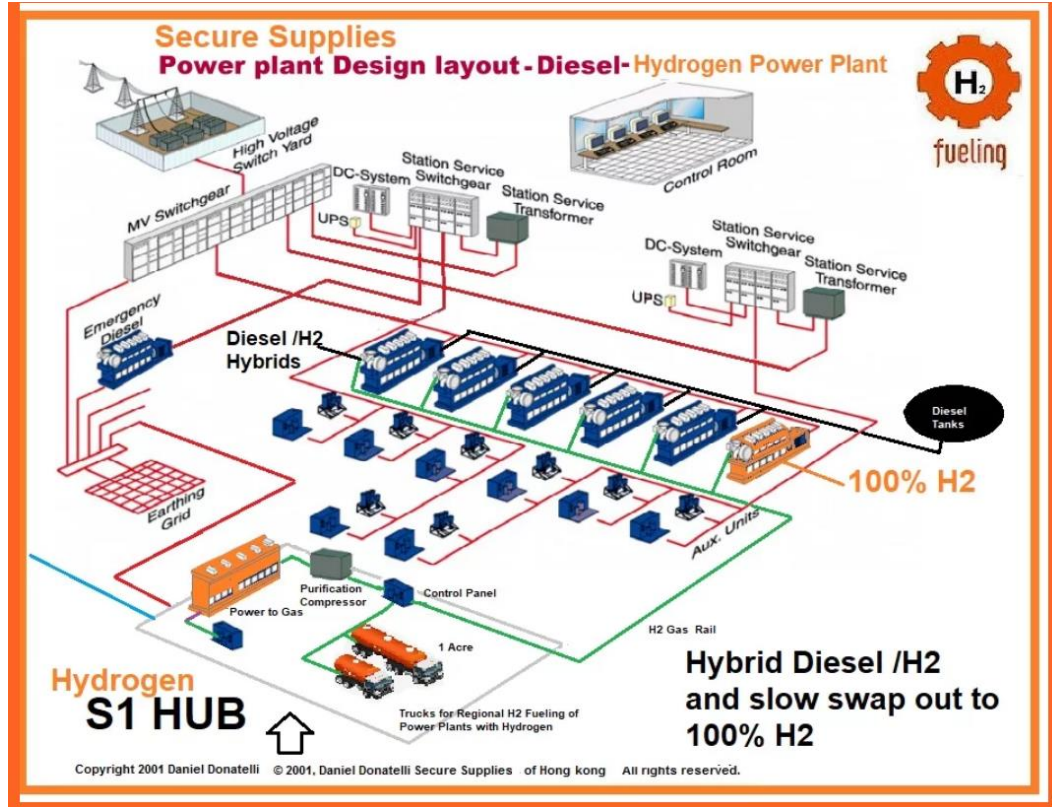 Secure Supplies
Power plant Design layout - Diesel- Hydrogen Power Plant
H2
fueling
High Voltage
Switch Yard
Control Room
MV Switchgear
DC-System
UPS
Station Service
Switchgear
Station Service
Transformer
DC-System
UPS
Station Service
Switchgear
Station Service
Transformer
Emergency
Diesel
Diesel /H2
Hybrids
Diesel
Tanks
100% H2
Earthing
Grid
Aux. Units
Power to Gas
Purification
Compressor
Control Panel
H2 Gas Rail
1 Acre
Hydrogen
S1 HUB
Trucks for Regional H2 Fueling of
Power Plants with Hydrogen
Hybrid Diesel /H2
and slow swap out to
100% H2
Copyright 2001 Daniel Donatelli © 2001, Daniel Donatelli Secure Supplies of Hong kong All rights reserved.